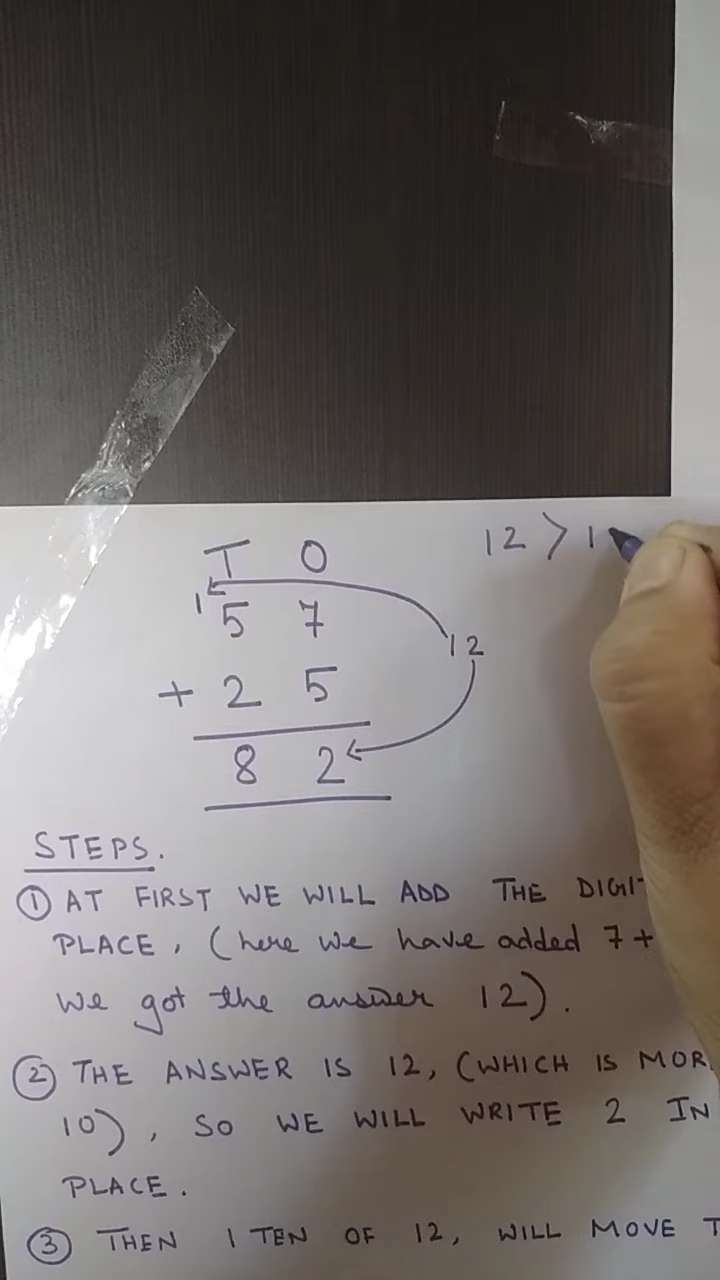 12 > 1
T O
1
5 7
12
+ 2 5
8 2
STEPS.
① AT FIRST WE WILL ADD THE
PLACE, (here we have added 7 +
we got the answer 12).
② THE ANSWER IS 12, (WHICH IS
10), SO WE WILL WRITE 2 IN
PLACE.
③ THEN 1 TEN OF 12, WILL MOVE